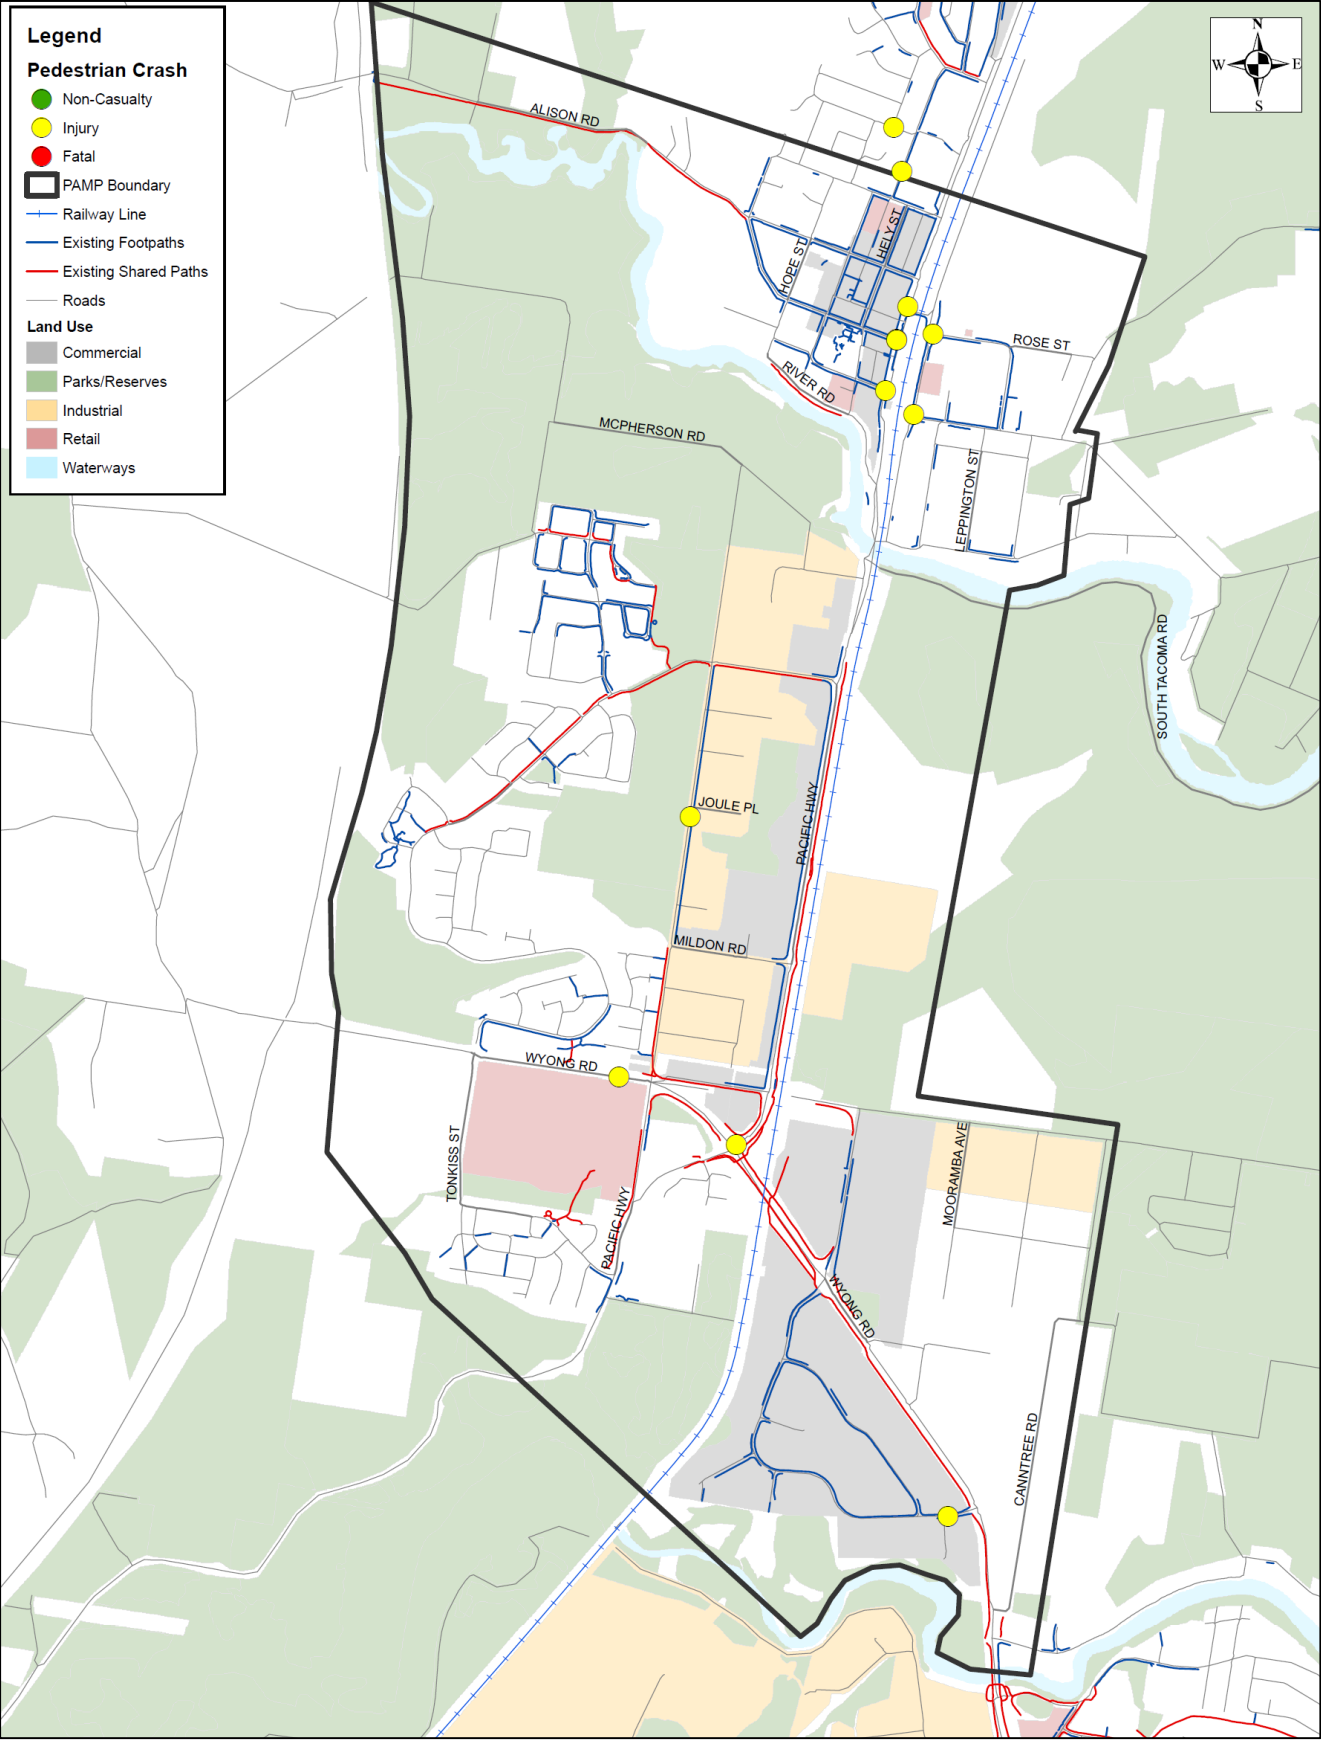 Legend
Pedestrian Crash
Non-Casualty
Injury
Fatal
PAMP Boundary
Railway Line
Existing Footpaths
Existing Shared Paths
Roads
Land Use
Commercial
Parks/Reserves
Industrial
Retail
Waterways
N
W E
S
ALISON RD
HELY ST
HOPE ST
ROSE ST
RIVER RD
MCPHERSON RD
LEPPINGTON ST
SOUTH TACOMA RD
JOULE PL
PACIFIC HWY
MILDON RD
WYONG RD
TONKISS ST
MOORAMBA AVE
PACIFIC HWY
WYONG RD
CANNTREE RD